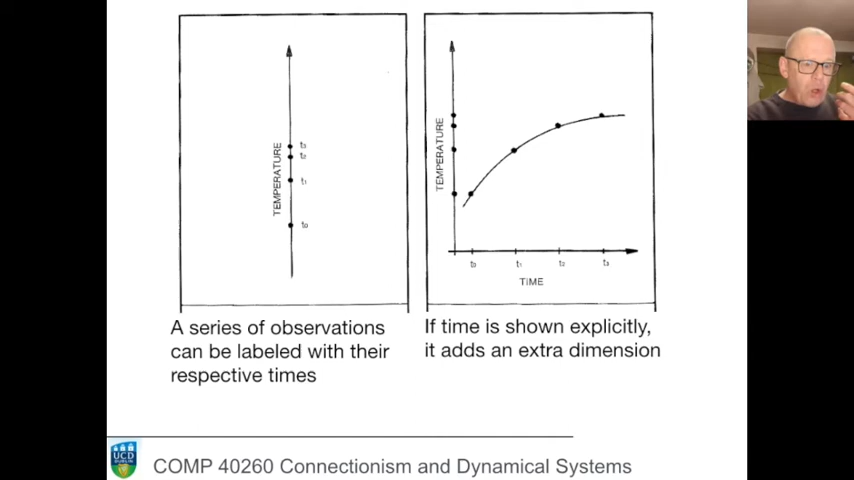 TEMPERATURE
t3
t2
t1
t0
TEMPERATURE
t0
t1
t2
t3
TIME
A series of observations
can be labeled with their
respective times
If time is shown explicitly,
it adds an extra dimension
UCD
DUBLIN
COMP 40260 Connectionism and Dynamical Systems